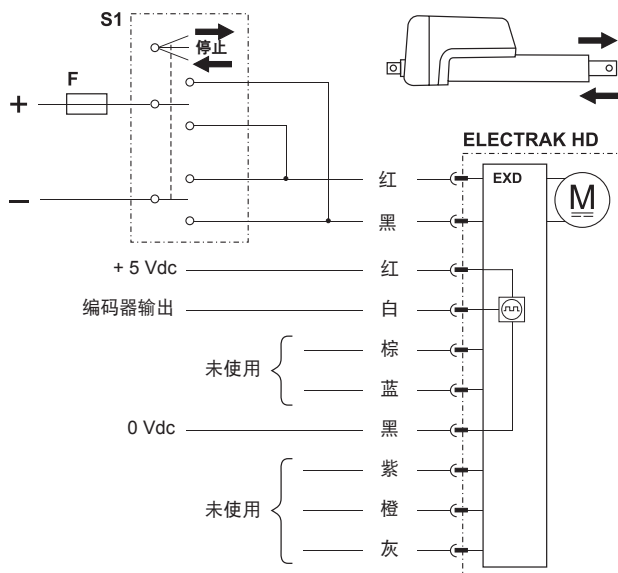 S1
停止
F
+
–
ELECTRAK HD
EXD
M
红
黑
+ 5 Vdc 红
编码器输出 白
未使用
棕
蓝
0 Vdc 黑
未使用
紫
橙
灰